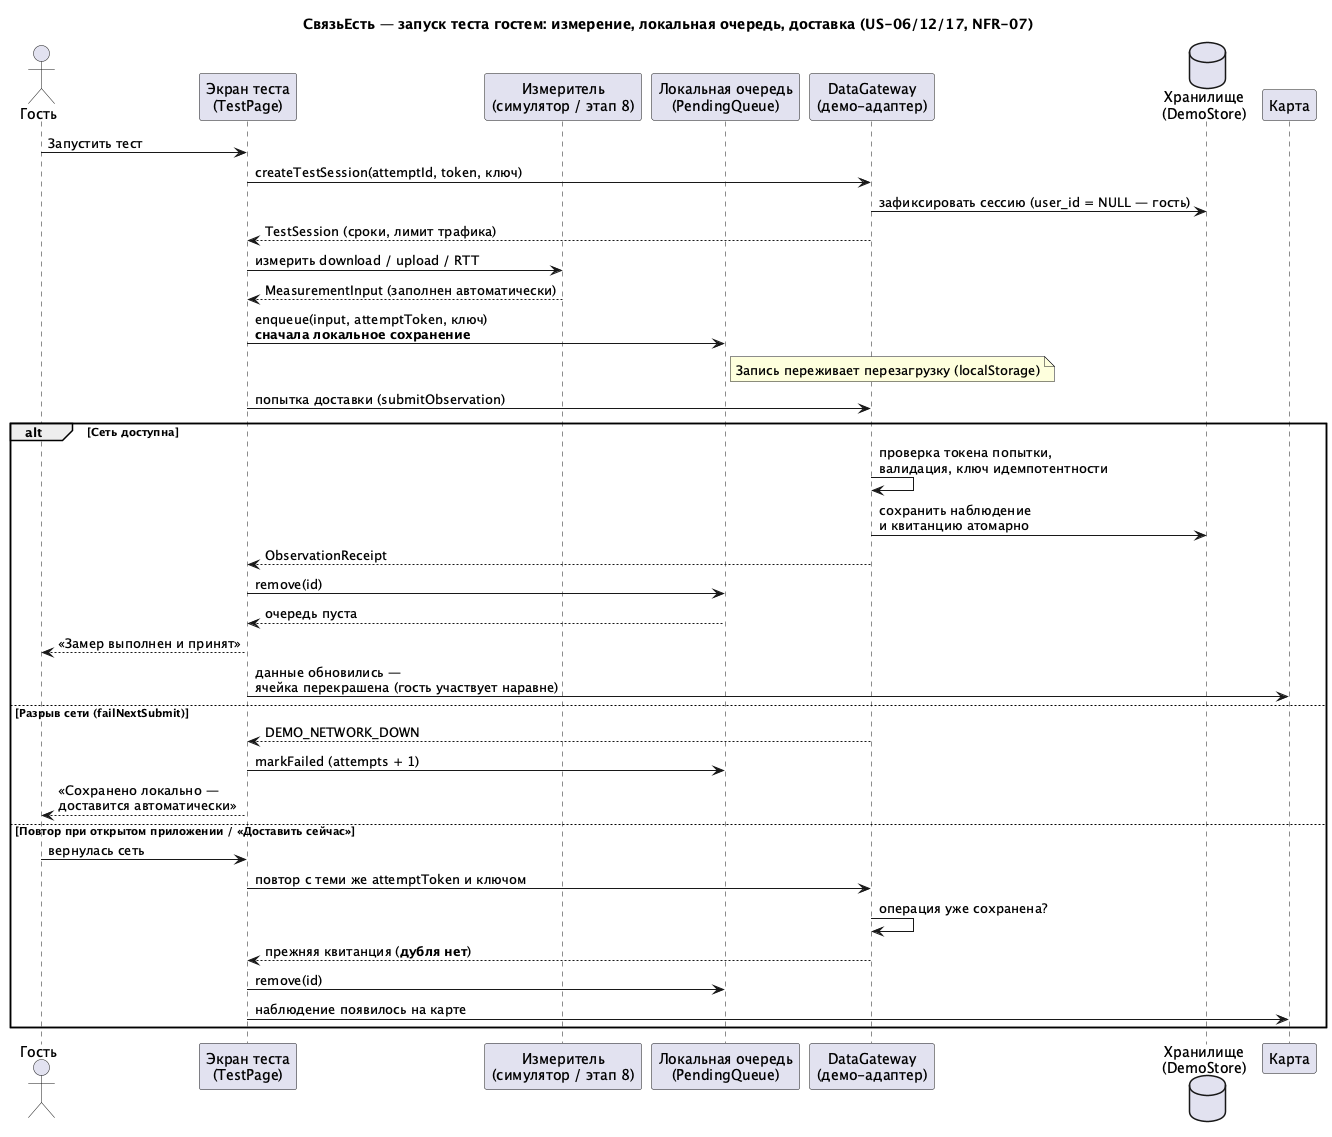 СвязьЕсть — запуск теста гостем: измерение, локальная очередь, доставка (US-06/12/17, NFR-07)
Гость
Экран теста
(TestPage)
Измеритель
(симулятор / этап 8)
Локальная очередь
(PendingQueue)
DataGateway
(демо-адаптер)
Хранилище
(DemoStore)
Карта
Запустить тест
createTestSession(attemptId, token, ключ)
зафиксировать сессию (user_id = NULL — гость)
TestSession (сроки, лимит трафика)
измерить download / upload / RTT
MeasurementInput (заполнен автоматически)
enqueue(input, attemptToken, ключ)
сначала локальное сохранение
Запись переживает перезагрузку (localStorage)
попытка доставки (submitObservation)
alt
[Сеть доступна]
проверка токена попытки,
валидация, ключ идемпотентности
сохранить наблюдение
и квитанцию атомарно
ObservationReceipt
remove(id)
очередь пуста
«Замер выполнен и принят»
данные обновились —
ячейка перекрашена (гость участвует наравне)
[Разрыв сети (failNextSubmit)]
DEMO_NETWORK_DOWN
markFailed (attempts + 1)
«Сохранено локально —
доставится автоматически»
[Повтор при открытом приложении / «Доставить сейчас»]
вернулась сеть
повтор с теми же attemptToken и ключом
операция уже сохранена?
прежняя квитанция (дубля нет)
remove(id)
наблюдение появилось на карте
Гость
Экран теста
(TestPage)
Измеритель
(симулятор / этап 8)
Локальная очередь
(PendingQueue)
DataGateway
(демо-адаптер)
Хранилище
(DemoStore)
Карта